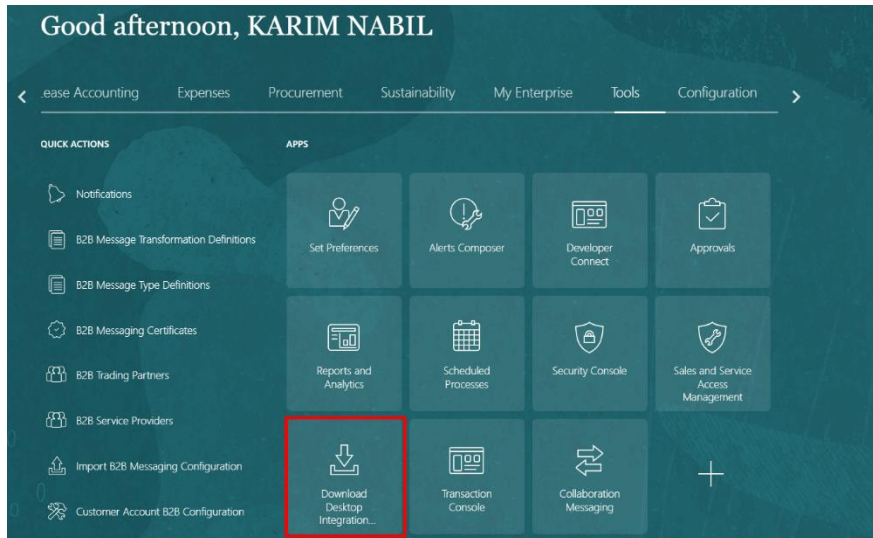 Good afternoon, KARIM NABIL
.ease Accounting
Expenses
Procurement
Sustainability
My Enterprise
Tools
Configuration
QUICK ACTIONS
Notifications
B2B Message Transformation Definitions
B2B Message Type Definitions
B2B Messaging Certificates
B2B Trading Partners
B2B Service Providers
Import B2B Messaging Configuration
Customer Account B2B Configuration
APPS
Set Preferences
Alerts Composer
Developer
Connect
Approvals
Reports and
Analytics
Scheduled
Processes
Security Console
Sales and Service
Access
Management
Download
Desktop
Integration...
Transaction
Console
Collaboration
Messaging